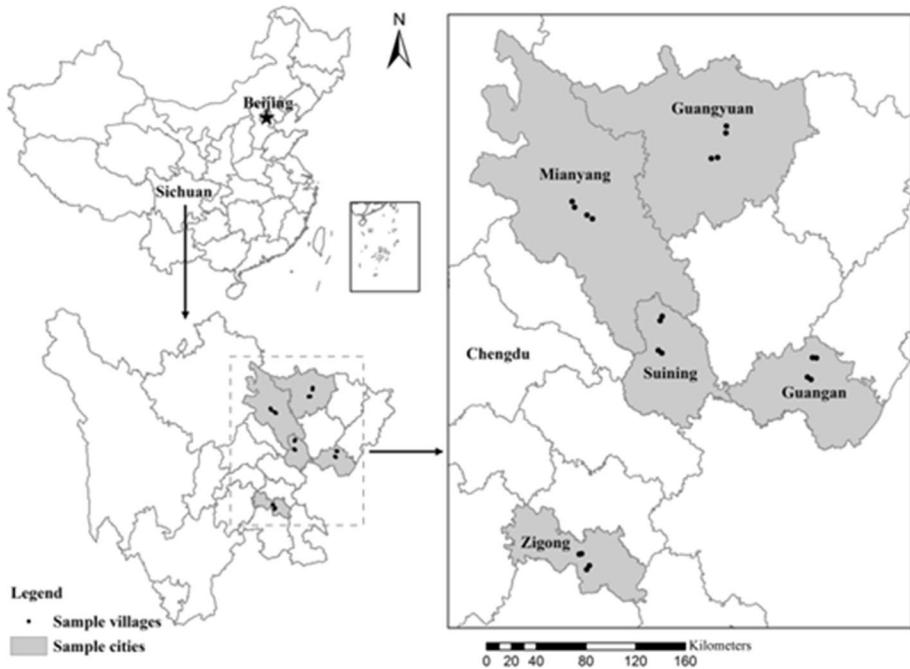 N
Beijing
Sichuan
Guangyuan
Mianyang
Chengdu
Suining
Guangan
Zigong
Legend
Sample villages
Sample cities
Kilometers
0 20 40 80 120 160